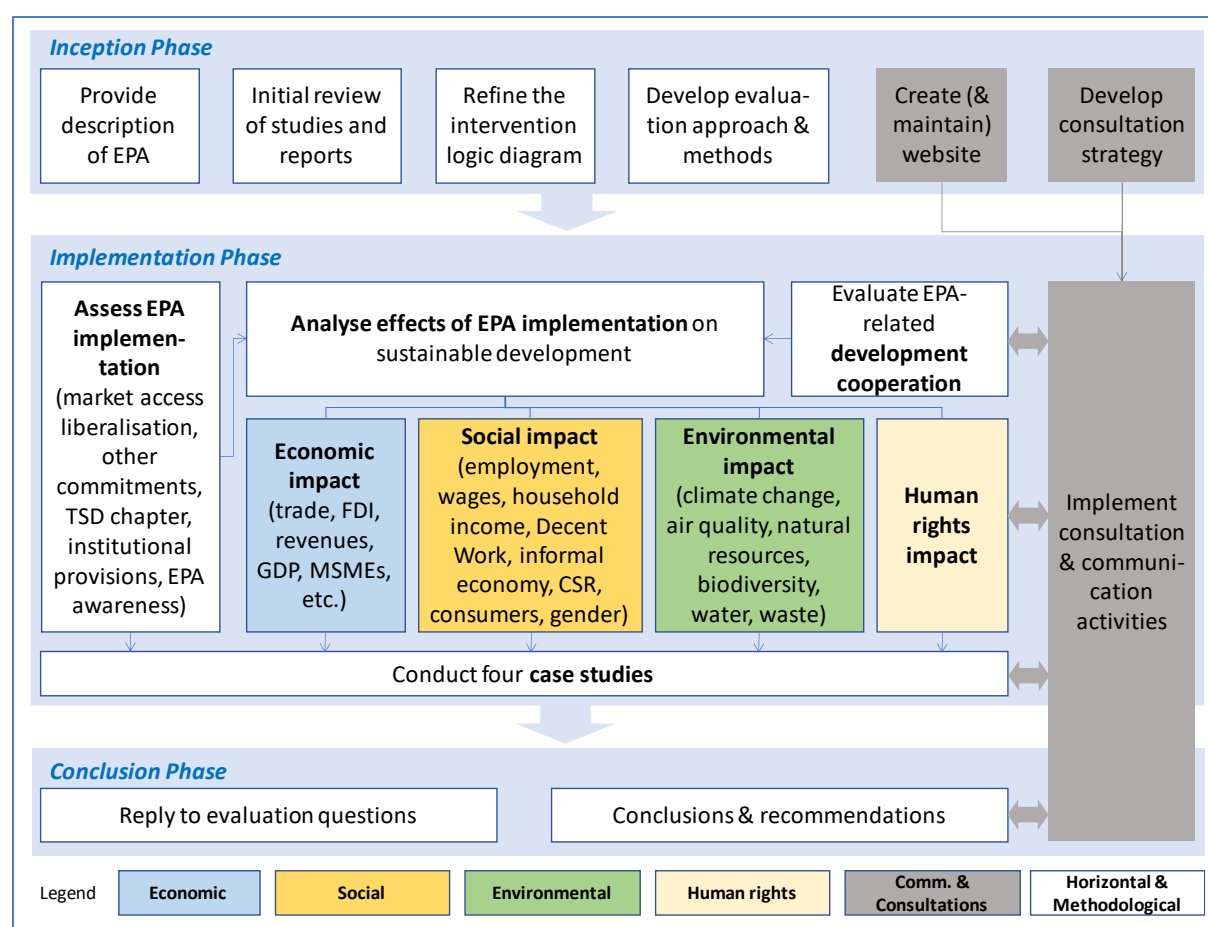 Inception Phase
Provide
description
of EPA
Initial review
of studies and
reports
Refine the
intervention
logic diagram
Develop evalua-
tion approach &
methods
Create (&
maintain)
website
Develop
consultation
strategy
Implementation Phase
Assess EPA
implemen-
tation
(market access
liberalisation,
other
commitments,
TSD chapter,
institutional
provisions, EPA
awareness)
Analyse effects of EPA implementation on
sustainable development
Evaluate EPA-
related
development
cooperation
Economic
impact
(trade, FDI,
revenues,
GDP, MSMEs,
etc.)
Social impact
(employment,
wages, household
income, Decent
Work, informal
economy, CSR,
consumers, gender)
Environmental
impact
(climate change,
air quality, natural
resources,
biodiversity,
water, waste)
Human
rights
impact
Implement
consultation
& communi-
cation
activities
Conduct four case studies
Conclusion Phase
Reply to evaluation questions
Conclusions & recommendations
Legend
Economic
Social
Environmental
Human rights
Comm. &
Consultations
Horizontal &
Methodological